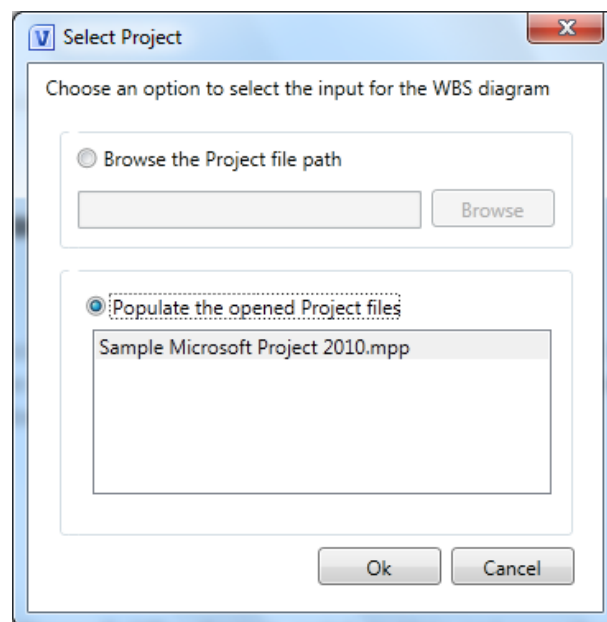 Select Project
Choose an option to select the input for the WBS diagram
Browse the Project file path
Browse
Populate the opened Project files
Sample Microsoft Project 2010.mpp
Ok
Cancel